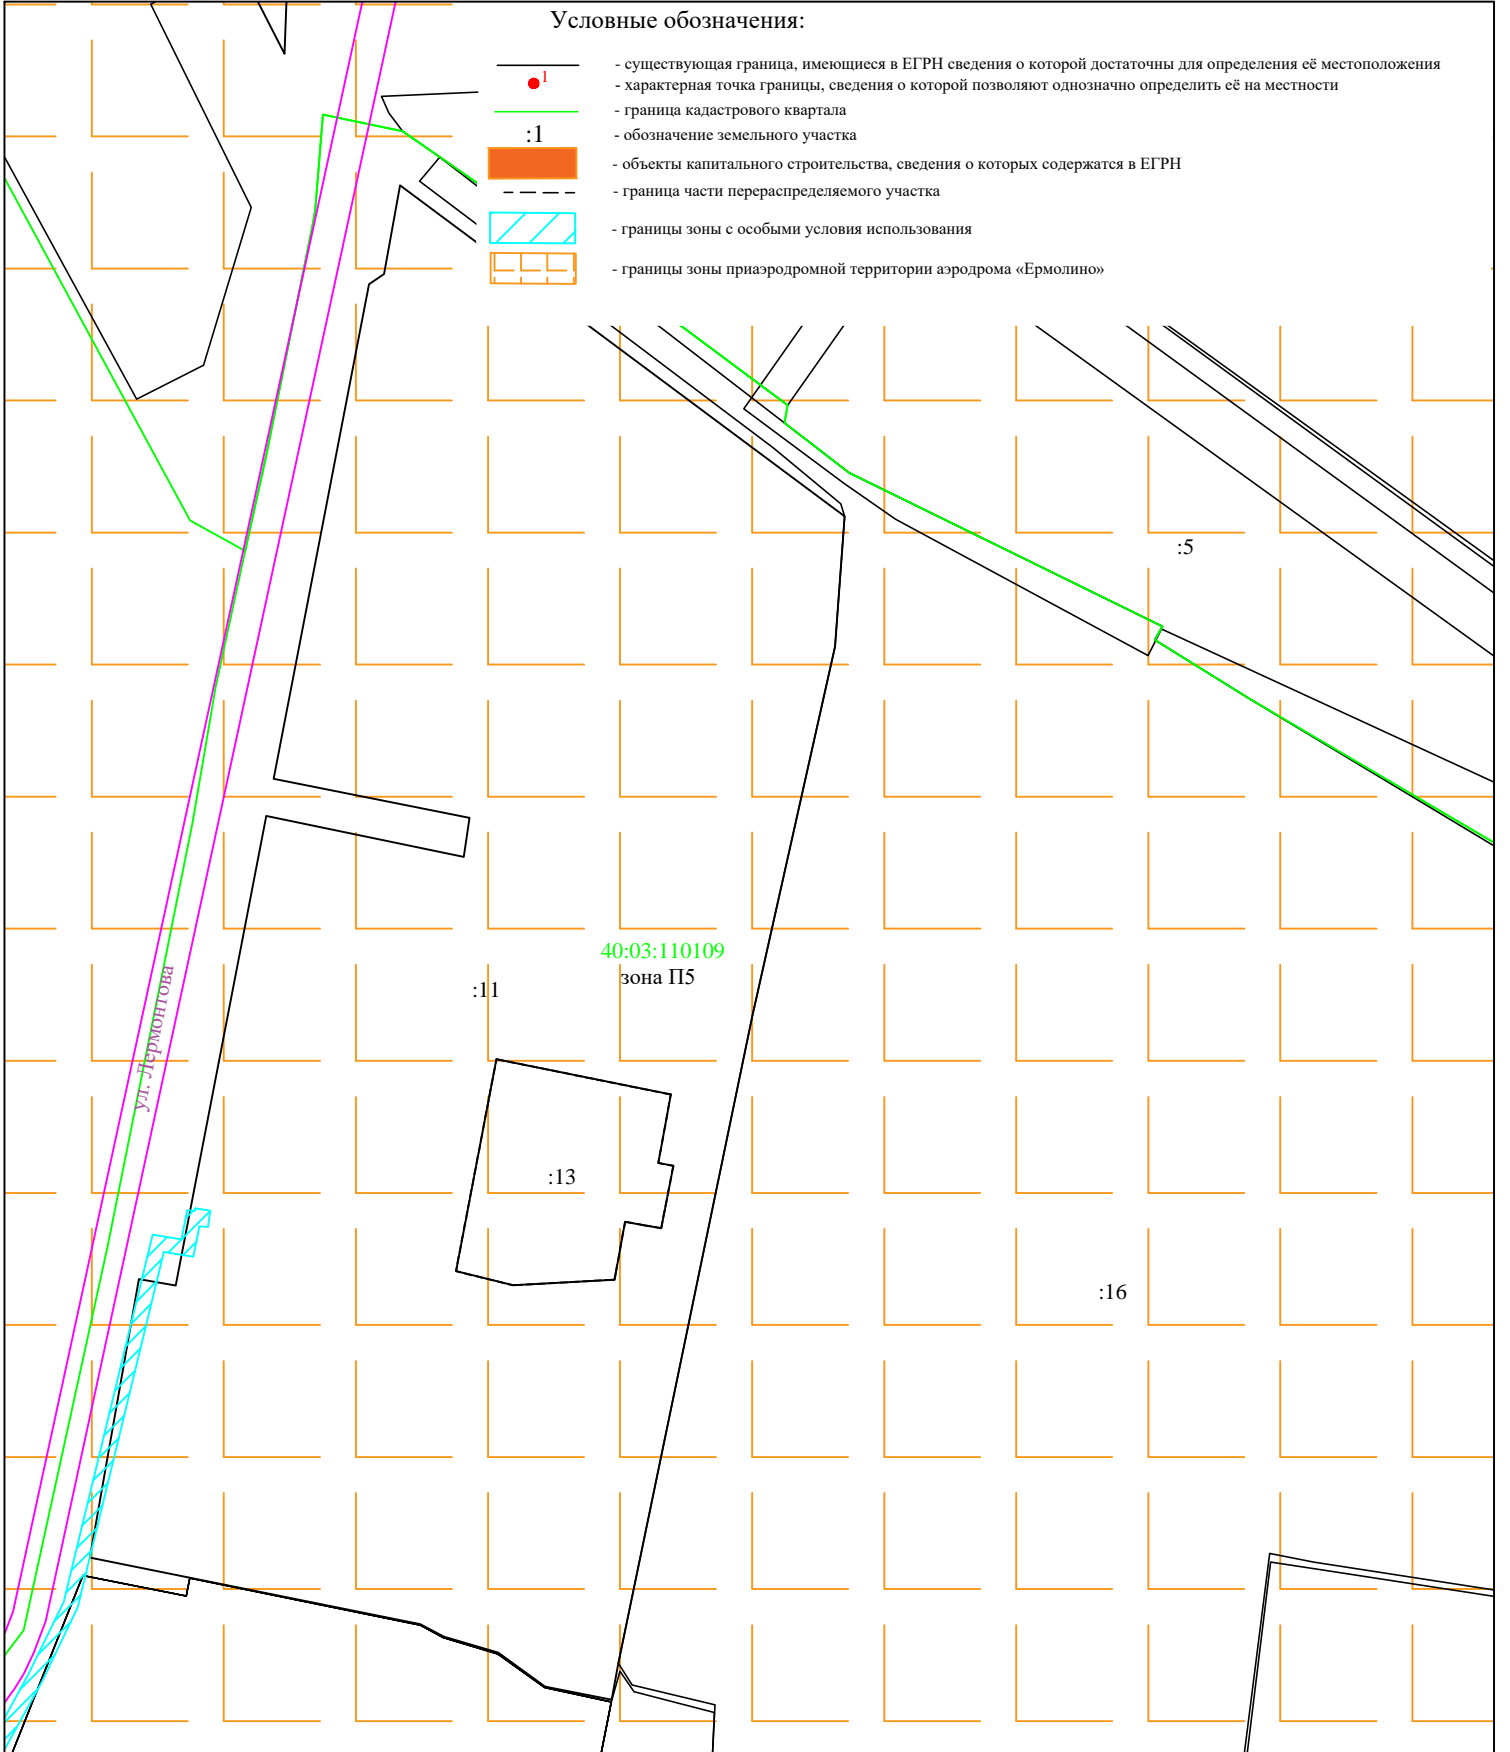 Условные обозначения:
- существующая граница, имеющиеся в ЕГРН сведения о которой достаточны для определения её местоположения
1
- характерная точка границы, сведения о которой позволяют однозначно определить её на местности
- граница кадастрового квартала
:1
- обозначение земельного участка
- объекты капитального строительства, сведения о которых содержатся в ЕГРН
- граница части перераспределяемого участка
- границы зоны с особыми условия использования
- границы зоны приаэродромной территории аэродрома «Ермолино»
:5
40:03:110109
зона П5
:11
ул. Лермонтова
:13
:16